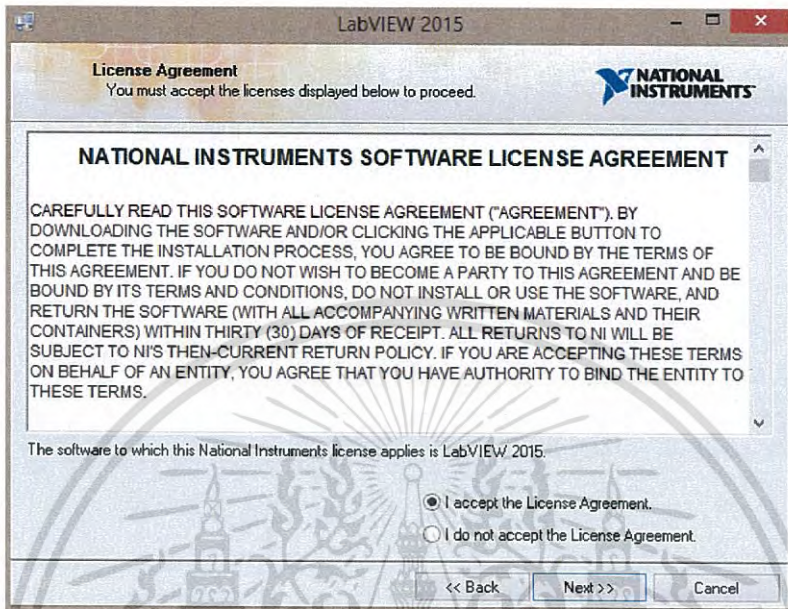 LabVIEW 2015
License Agreement
You must accept the licenses displayed below to proceed.
NATIONAL
INSTRUMENTS
NATIONAL INSTRUMENTS SOFTWARE LICENSE AGREEMENT
CAREFULLY READ THIS SOFTWARE LICENSE AGREEMENT ("AGREEMENT"). BY
DOWNLOADING THE SOFTWARE AND/OR CLICKING THE APPLICABLE BUTTON TO
COMPLETE THE INSTALLATION PROCESS, YOU AGREE TO BE BOUND BY THE TERMS OF
THIS AGREEMENT. IF YOU DO NOT WISH TO BECOME A PARTY TO THIS AGREEMENT AND BE
BOUND BY ITS TERMS AND CONDITIONS, DO NOT INSTALL OR USE THE SOFTWARE, AND
RETURN THE SOFTWARE (WITH ALL ACCOMPANYING WRITTEN MATERIALS AND THEIR
CONTAINERS) WITHIN THIRTY (30) DAYS OF RECEIPT. ALL RETURNS TO NI WILL BE
SUBJECT TO NI'S THEN-CURRENT RETURN POLICY. IF YOU ARE ACCEPTING THESE TERMS
ON BEHALF OF AN ENTITY, YOU AGREE THAT YOU HAVE AUTHORITY TO BIND THE ENTITY TO
THESE TERMS.
The software to which this National Instruments license applies is LabVIEW 2015.
I accept the License Agreement.
I do not accept the License Agreement.
<< Back
Next >>
Cancel